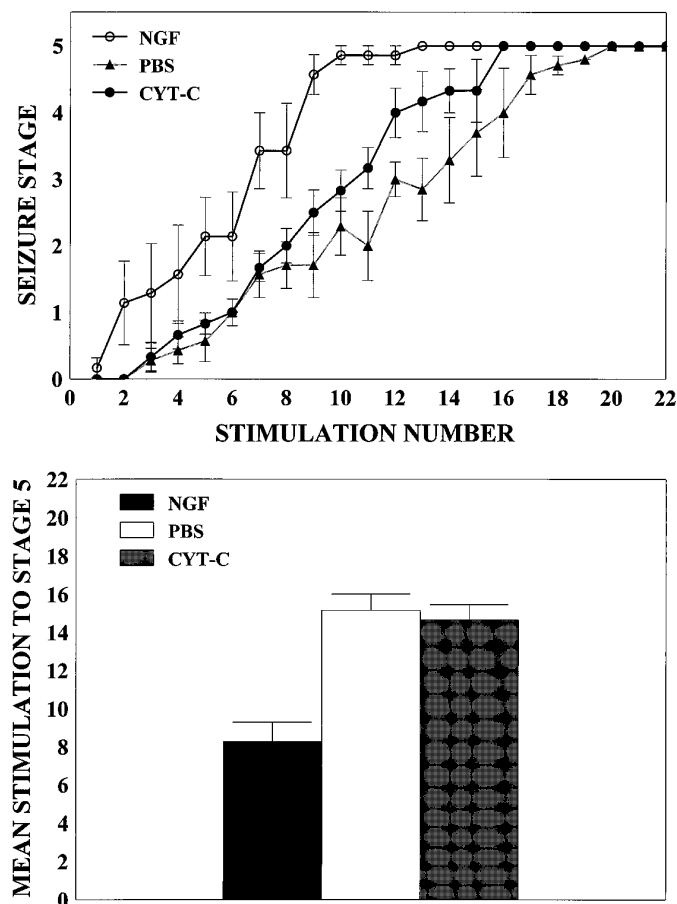 NGF
PBS
CYT-C
SEIZURE STAGE
5
4
3
2
1
0
0 2 4 6 8 10 12 14 16 18 20 22
STIMULATION NUMBER
MEAN STIMULATION TO STAGE 5
22
20
18
16
14
12
10
8
6
4
2
0
NGF
PBS
CYT-C